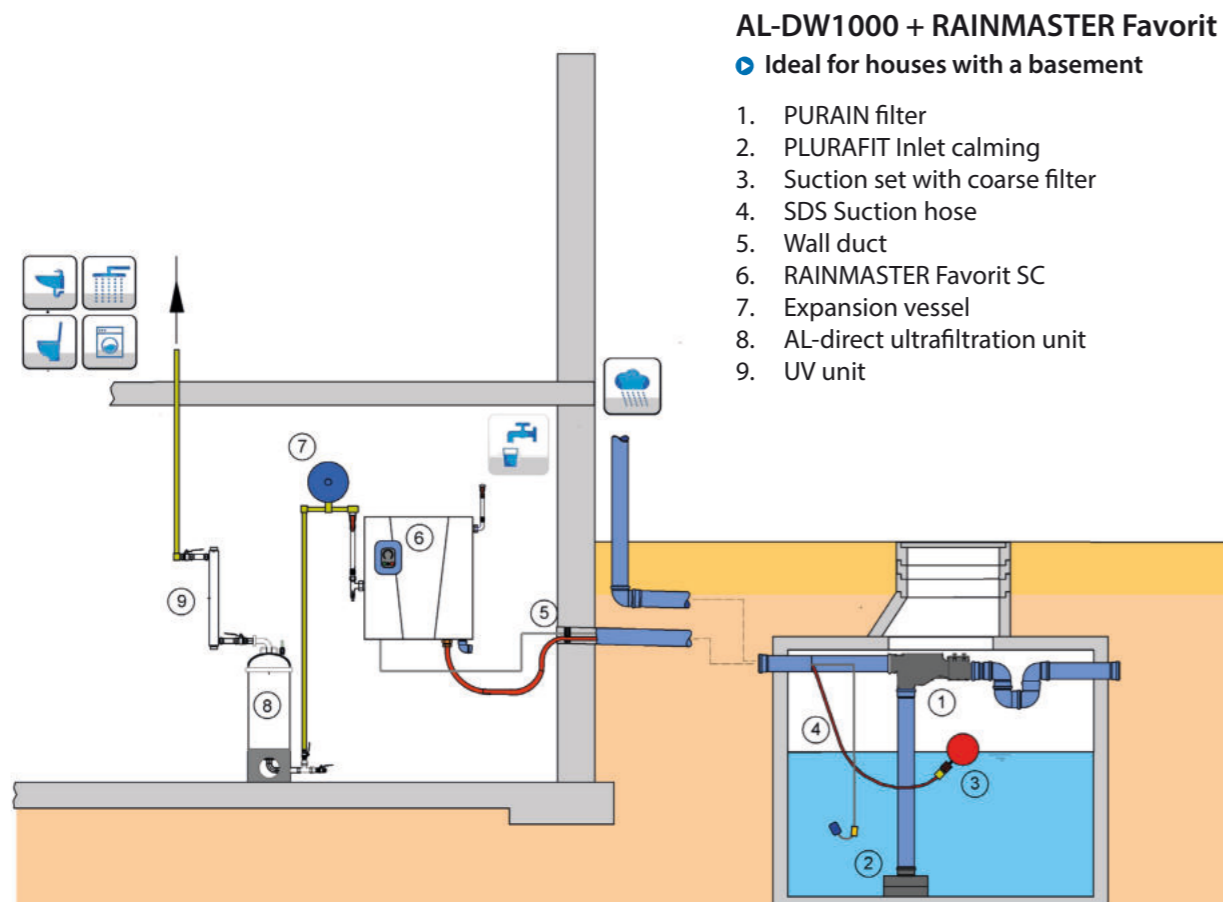 AL-DW1000 + RAINMASTER Favorit
Ideal for houses with a basement
1. PURAIN filter
2. PLURAFIT Inlet calming
3. Suction set with coarse filter
4. SDS Suction hose
5. Wall duct
6. RAINMASTER Favorit SC
7. Expansion vessel
8. AL-direct ultrafiltration unit
9. UV unit
7
6
5
9
8
1
4
3
2